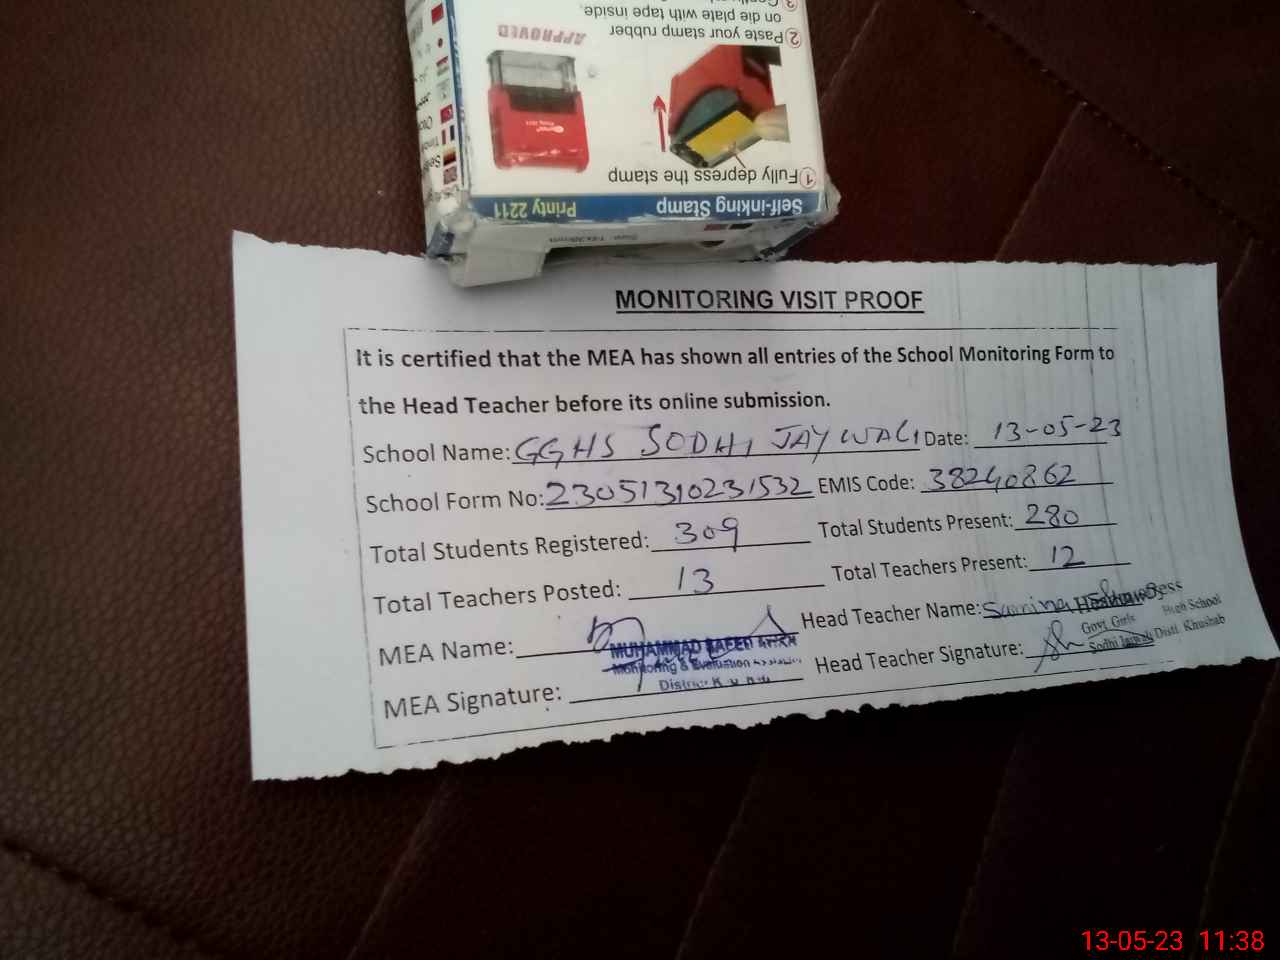 ③
on die plate with tape inside.
② Paste your stamp rubber
APPROVED
① Fully depress the stamp
Self-inking Stamp Printy 2211
MONITORING VISIT PROOF
It is certified that the MEA has shown all entries of the School Monitoring Form to
the Head Teacher before its online submission.
School Name: GGHS SODHI JAYWALI Date: 13-05-23
School Form No: 23051310231532 EMIS Code: 38240862
Total Students Registered: 309 Total Students Present: 280
Total Teachers Posted: 13 Total Teachers Present: 12
MEA Name: Head Teacher Name: Samina
MUHAMMAD SAEED
Monitoring & Evaluation
District
Govt. Girls High School
Sodhi Distt. Khushab
MEA Signature: Head Teacher Signature:
13-05-23 11:38